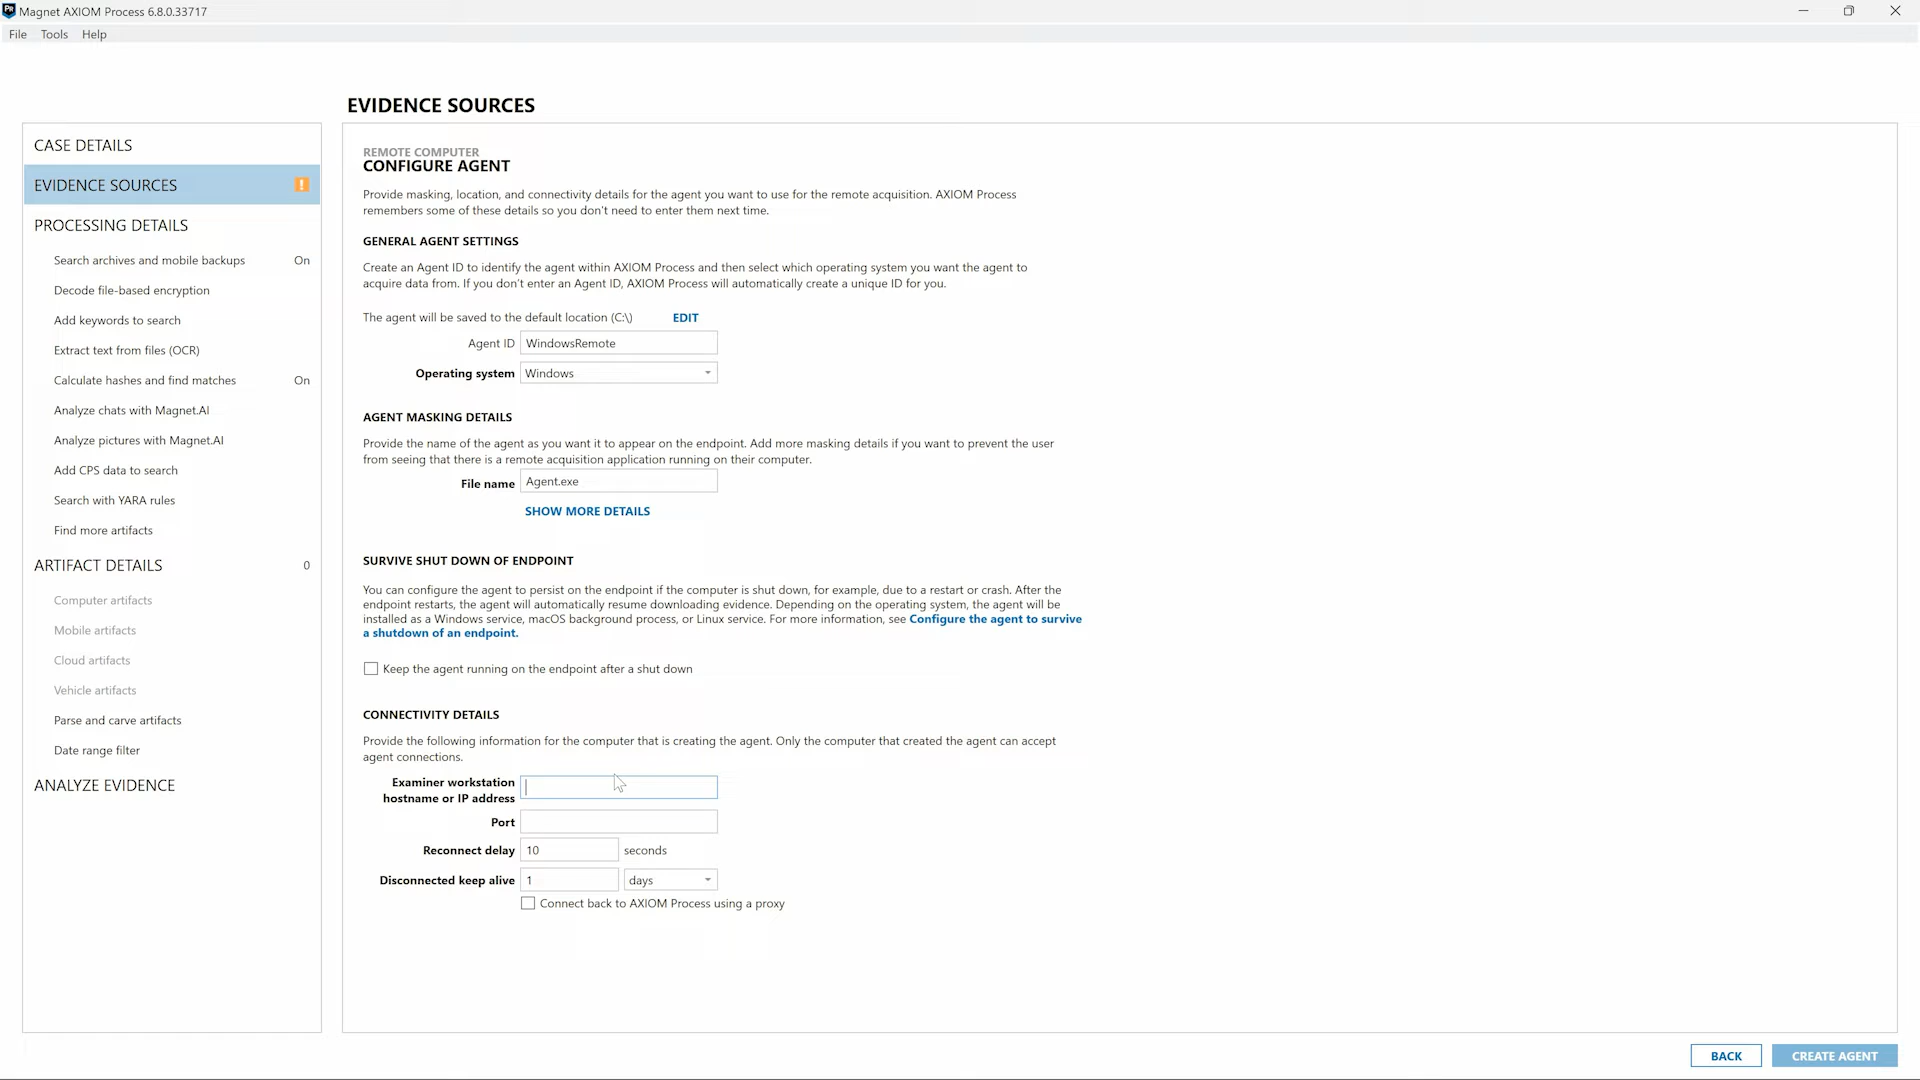 Magnet AXIOM Process 6.8.0.33717
File Tools Help
EVIDENCE SOURCES
CASE DETAILS
EVIDENCE SOURCES
PROCESSING DETAILS
Search archives and mobile backups On
Decode file-based encryption
Add keywords to search
Extract text from files (OCR)
Calculate hashes and find matches On
Analyze chats with Magnet.AI
Analyze pictures with Magnet.AI
Add CPS data to search
Search with YARA rules
Find more artifacts
ARTIFACT DETAILS 0
Computer artifacts
Mobile artifacts
Cloud artifacts
Vehicle artifacts
Parse and carve artifacts
Date range filter
ANALYZE EVIDENCE
REMOTE COMPUTER
CONFIGURE AGENT
Provide masking, location, and connectivity details for the agent you want to use for the remote acquisition. AXIOM Process
remembers some of these details so you don't need to enter them next time.
GENERAL AGENT SETTINGS
Create an Agent ID to identify the agent within AXIOM Process and then select which operating system you want the agent to
acquire data from. If you don't enter an Agent ID, AXIOM Process will automatically create a unique ID for you.
The agent will be saved to the default location (C:\) EDIT
Agent ID WindowsRemote
Operating system Windows
AGENT MASKING DETAILS
Provide the name of the agent as you want it to appear on the endpoint. Add more masking details if you want to prevent the user
from seeing that there is a remote acquisition application running on their computer.
File name Agent.exe
SHOW MORE DETAILS
SURVIVE SHUT DOWN OF ENDPOINT
You can configure the agent to persist on the endpoint if the computer is shut down, for example, due to a restart or crash. After the
endpoint restarts, the agent will automatically resume downloading evidence. Depending on the operating system, the agent will be
installed as a Windows service, macOS background process, or Linux service. For more information, see Configure the agent to survive
a shutdown of an endpoint.
Keep the agent running on the endpoint after a shut down
CONNECTIVITY DETAILS
Provide the following information for the computer that is creating the agent. Only the computer that created the agent can accept
agent connections.
Examiner workstation
hostname or IP address
Port
Reconnect delay 10 seconds
Disconnected keep alive 1 days
Connect back to AXIOM Process using a proxy
BACK CREATE AGENT